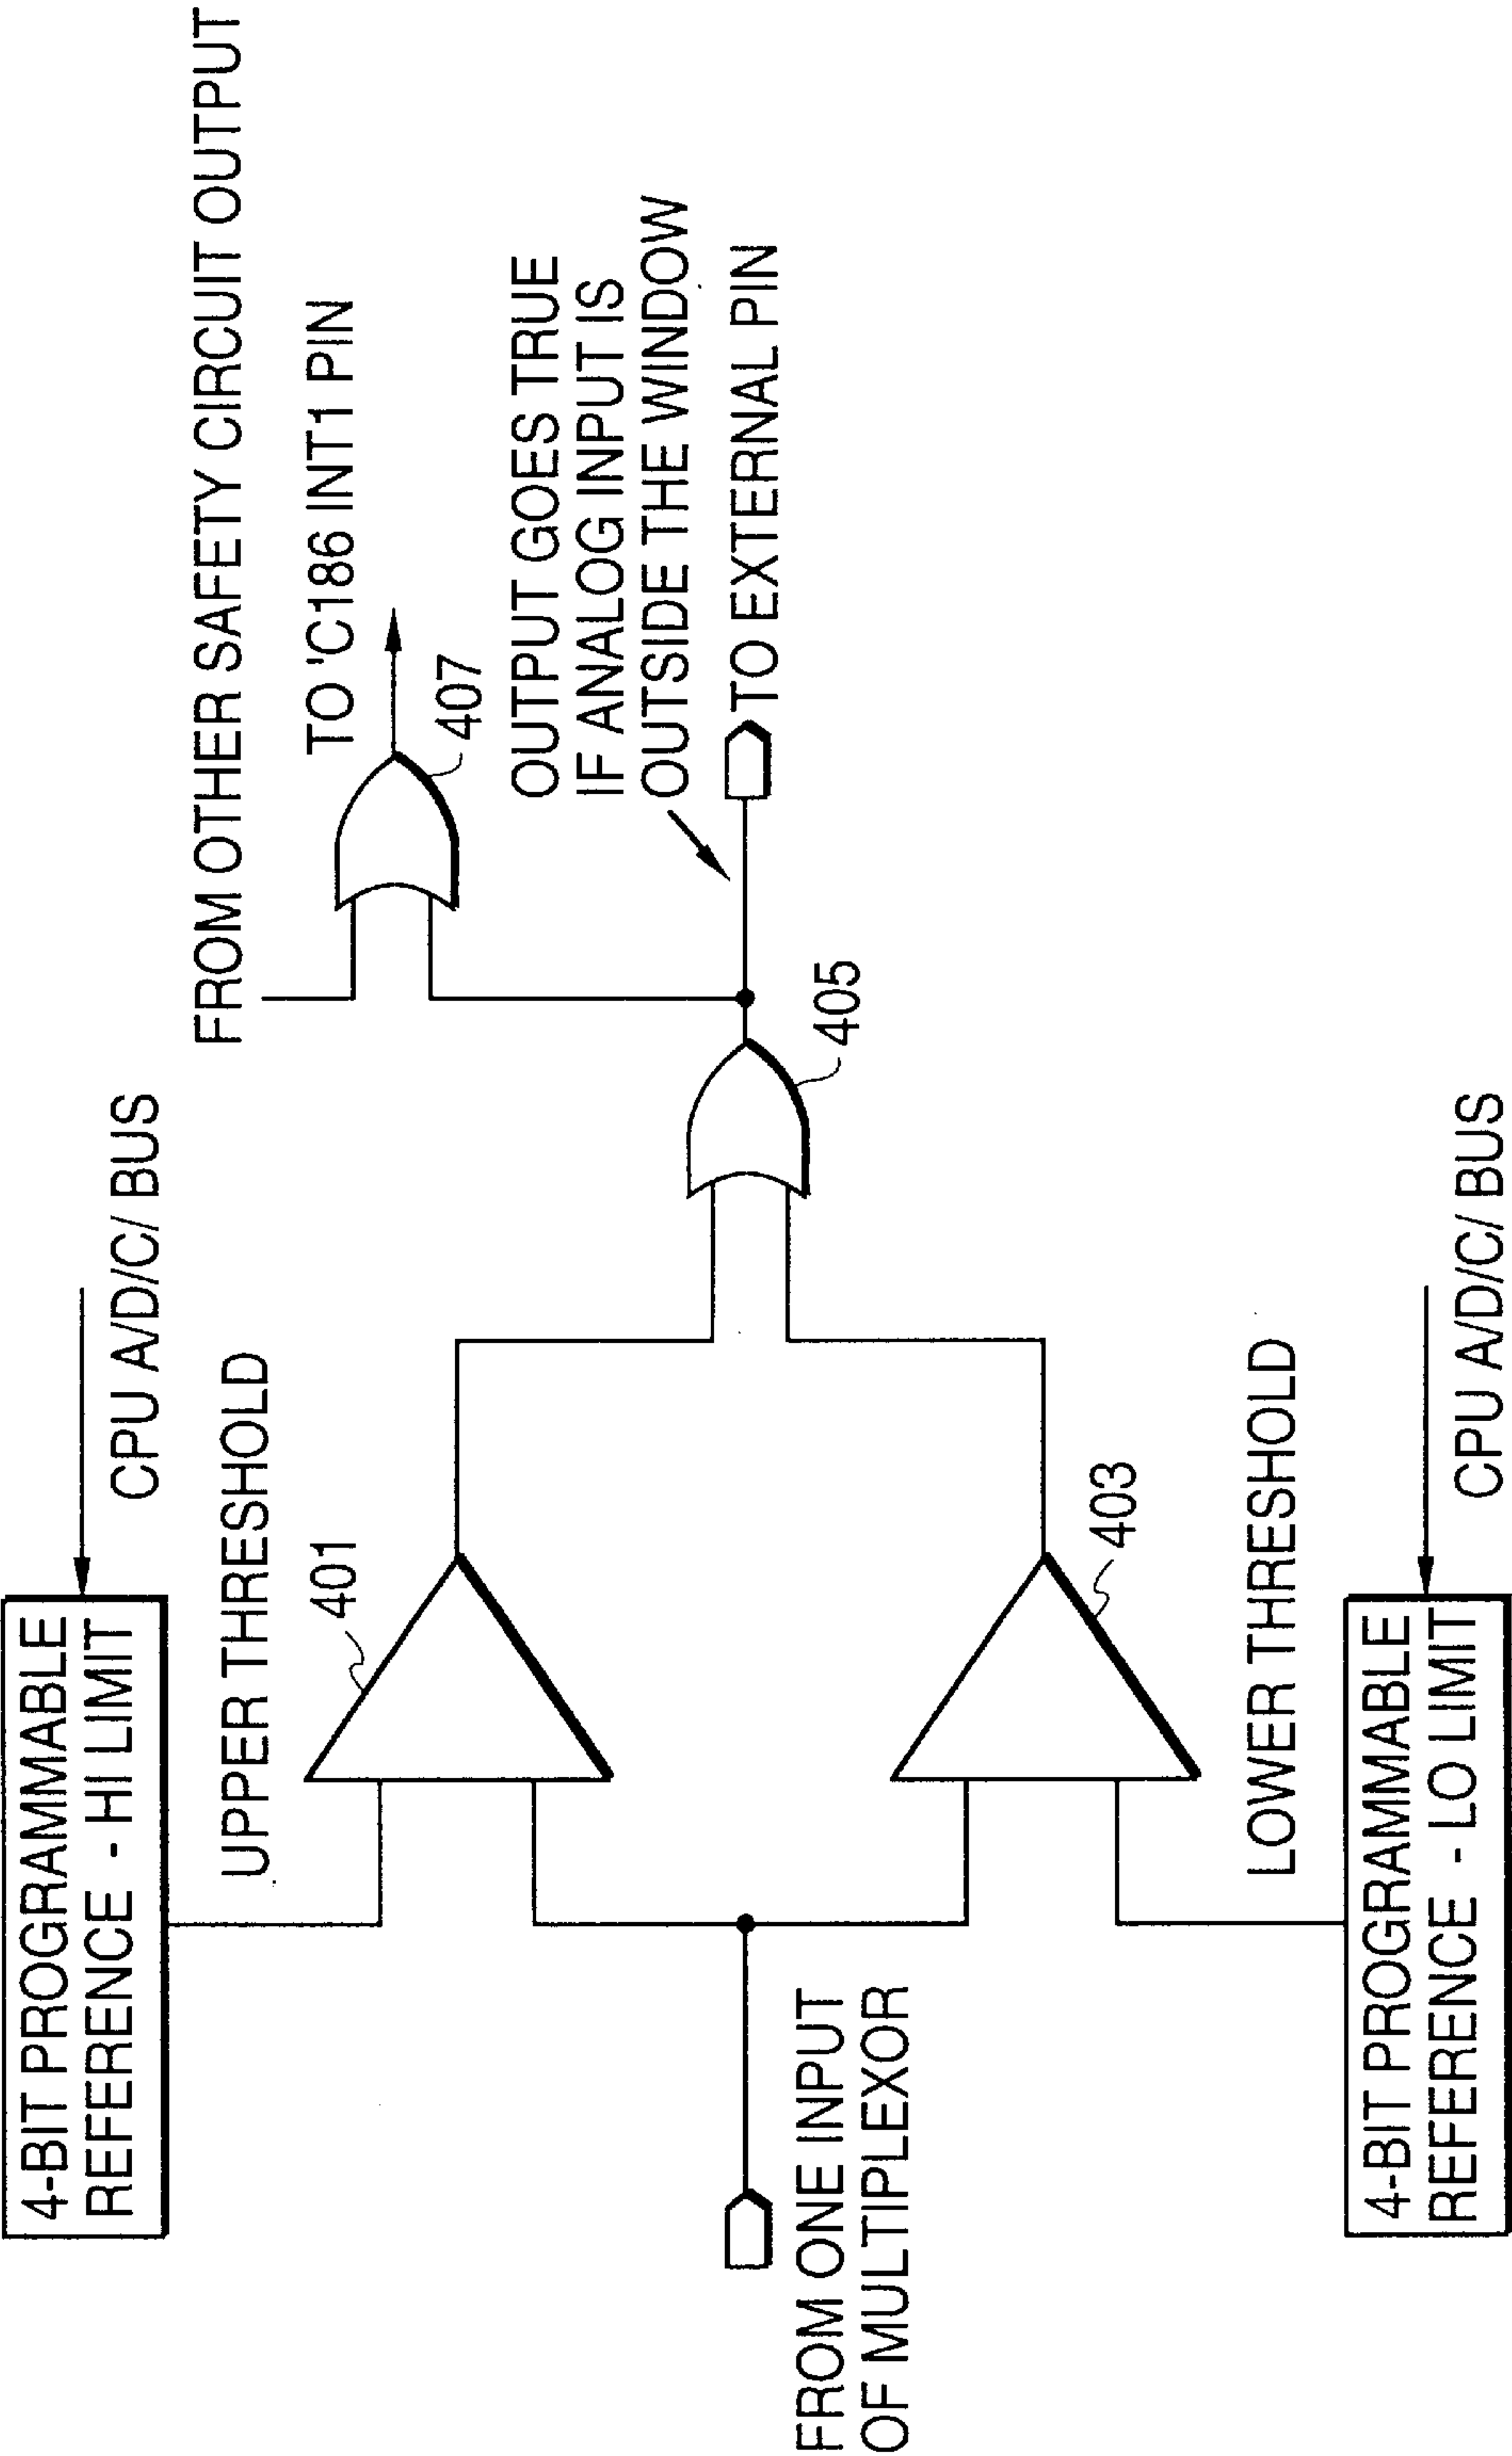 4-BIT PROGRAMMABLE
REFERENCE - HI LIMIT
CPU A/D/C/ BUS
UPPER THRESHOLD
401
FROM OTHER SAFETY CIRCUIT OUTPUT
TO 'C186 INT1 PIN
407
OUTPUT GOES TRUE
IF ANALOG INPUT IS
OUTSIDE THE WINDOW
TO EXTERNAL PIN
405
FROM ONE INPUT
OF MULTIPLEXOR
403
LOWER THRESHOLD
4-BIT PROGRAMMABLE
REFERENCE - LO LIMIT
CPU A/D/C/ BUS